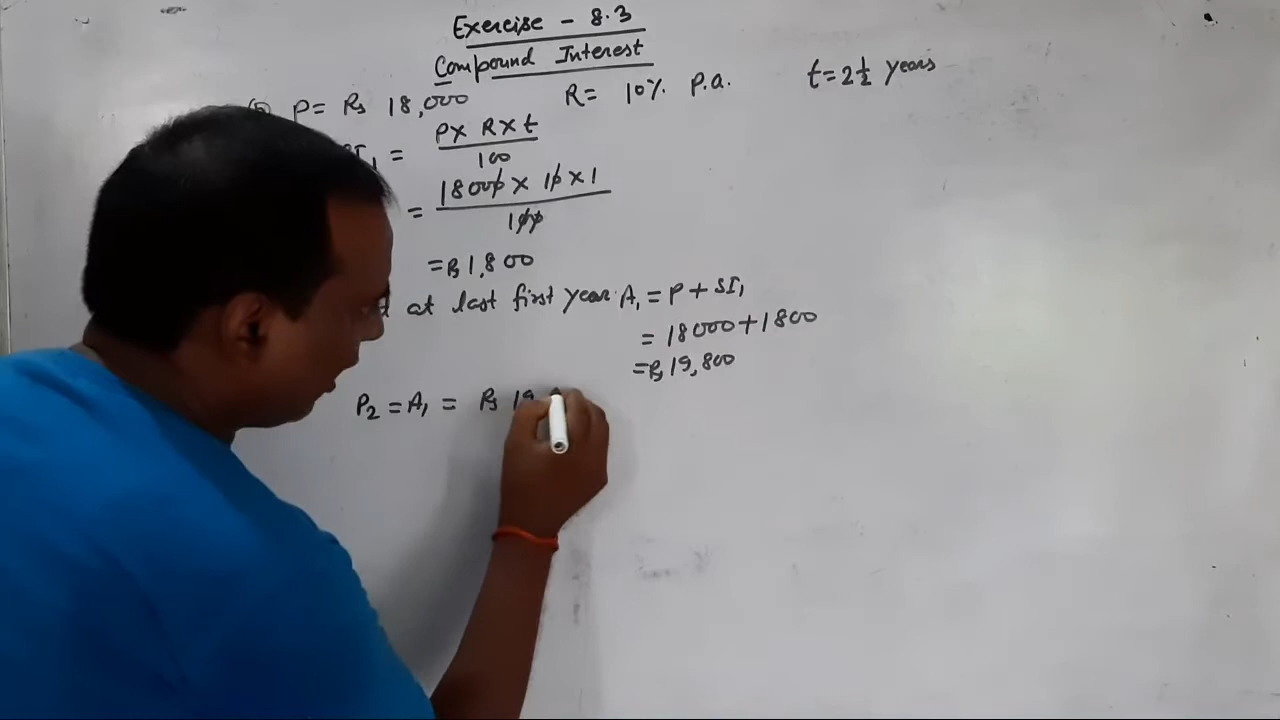 Exercise - 8.3
Compound Interest
P = Rs 18,000 R = 10% P.a. t = 2½ years
= P × R × t
100
= 18000 × 10 × 1
100
= Rs 1,800
at last first year A₁ = P + SI₁
= 18000 + 1800
= Rs 19,800
P₂ = A₁ = Rs 19